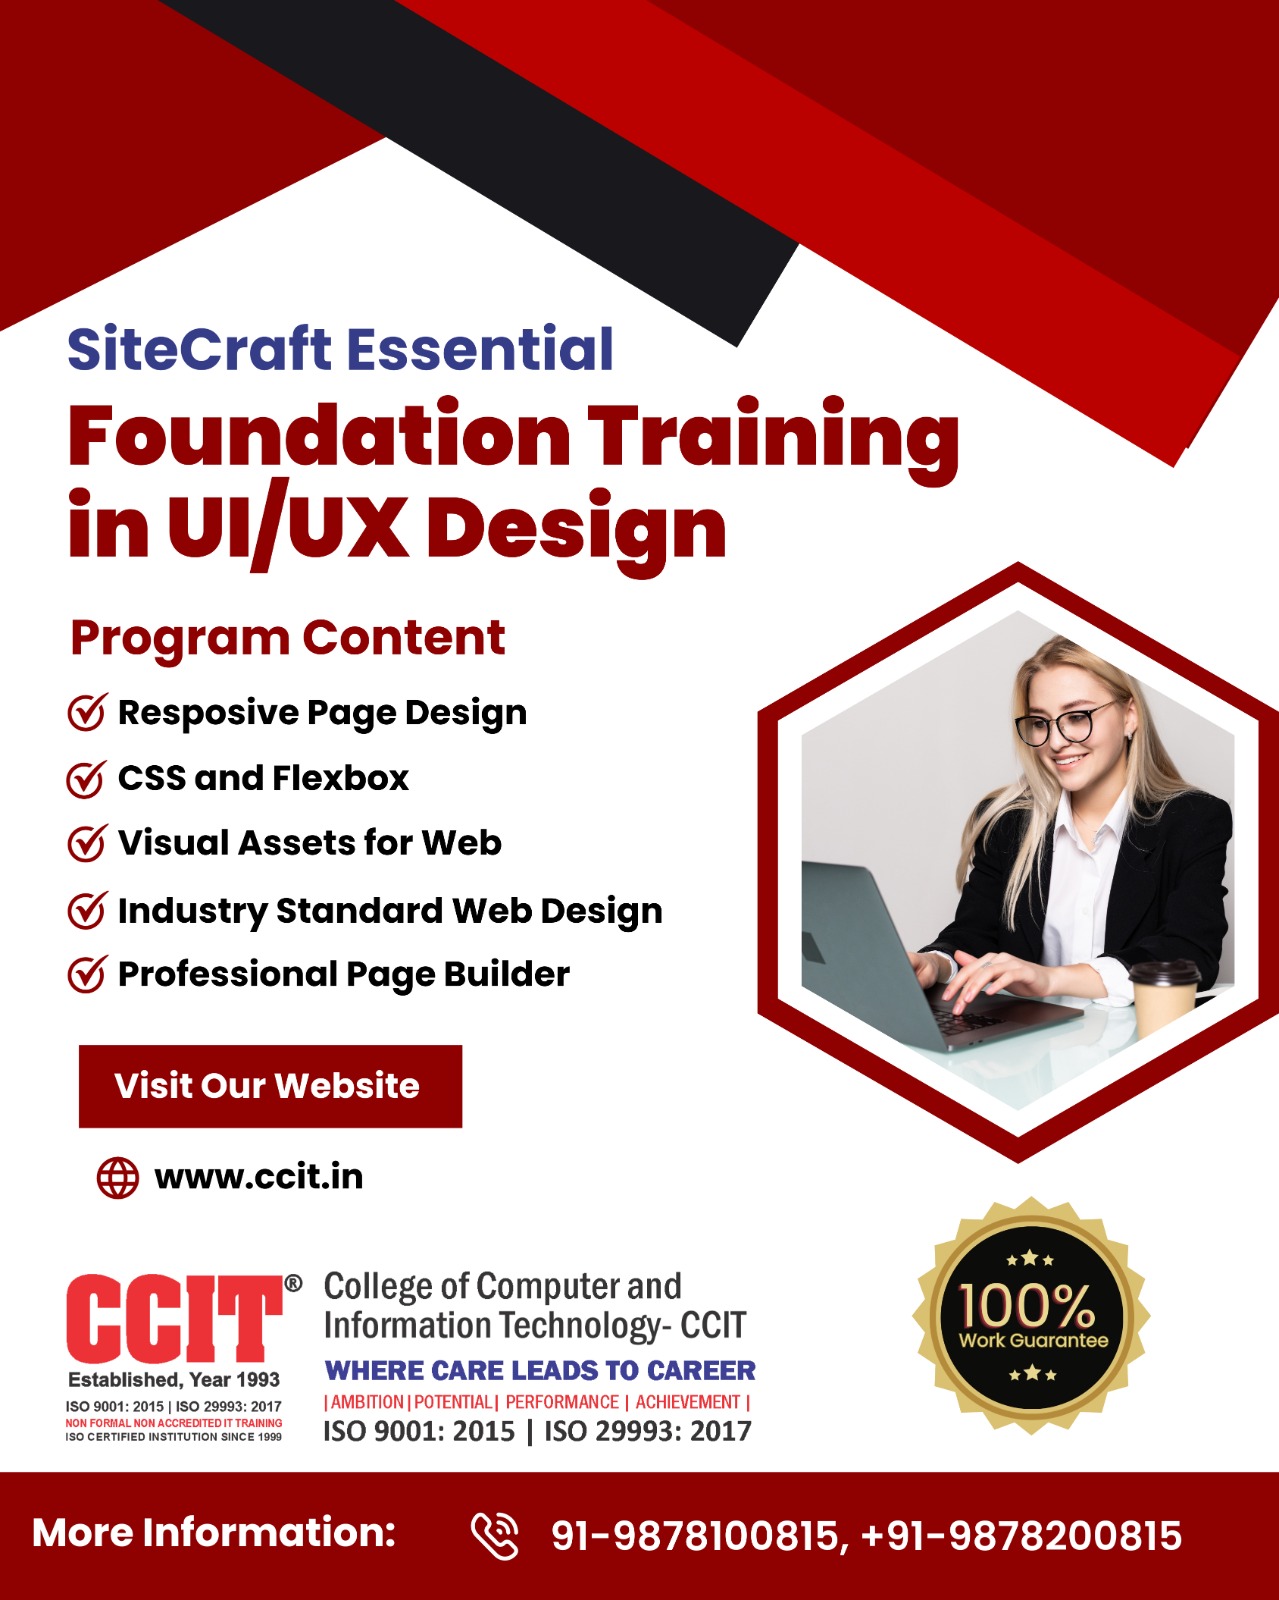 SiteCraft Essential
Foundation Training
in UI/UX Design
Program Content
Resposive Page Design
CSS and Flexbox
Visual Assets for Web
Industry Standard Web Design
Professional Page Builder
Visit Our Website
www.ccit.in
CCIT®
Established, Year 1993
ISO 9001: 2015 | ISO 29993: 2017
NON FORMAL NON ACCREDITED IT TRAINING
ISO CERTIFIED INSTITUTION SINCE 1999
College of Computer and
Information Technology- CCIT
WHERE CARE LEADS TO CAREER
| AMBITION | POTENTIAL | PERFORMANCE | ACHIEVEMENT |
ISO 9001: 2015 | ISO 29993: 2017
100%
Work Guarantee
More Information:
91-9878100815, +91-9878200815